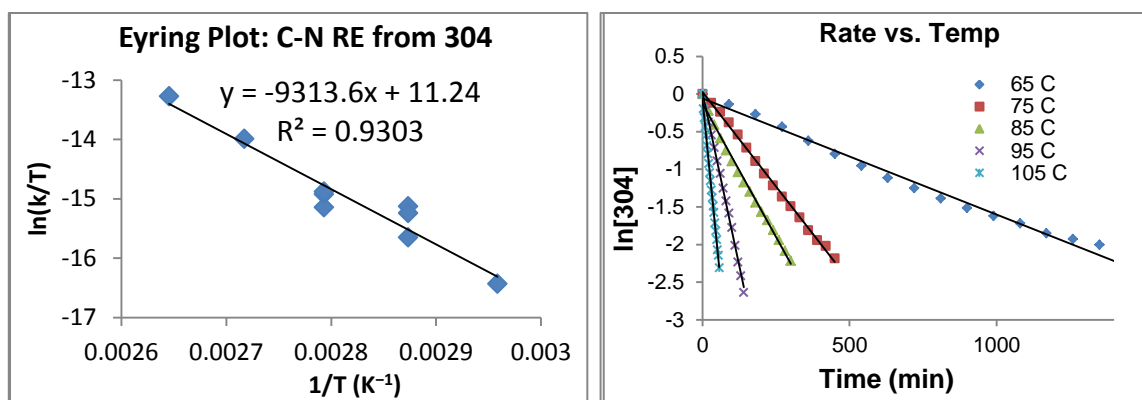 Eyring Plot: C-N RE from 304
y = -9313.6x + 11.24
R² = 0.9303
-13
-14
-15
-16
-17
ln(k/T)
0.0026 0.0027 0.0028 0.0029 0.003
1/T (K⁻¹)
Rate vs. Temp
0.5
0
-0.5
-1
-1.5
-2
-2.5
-3
ln[304]
65 C
75 C
85 C
95 C
105 C
0 500 1000
Time (min)